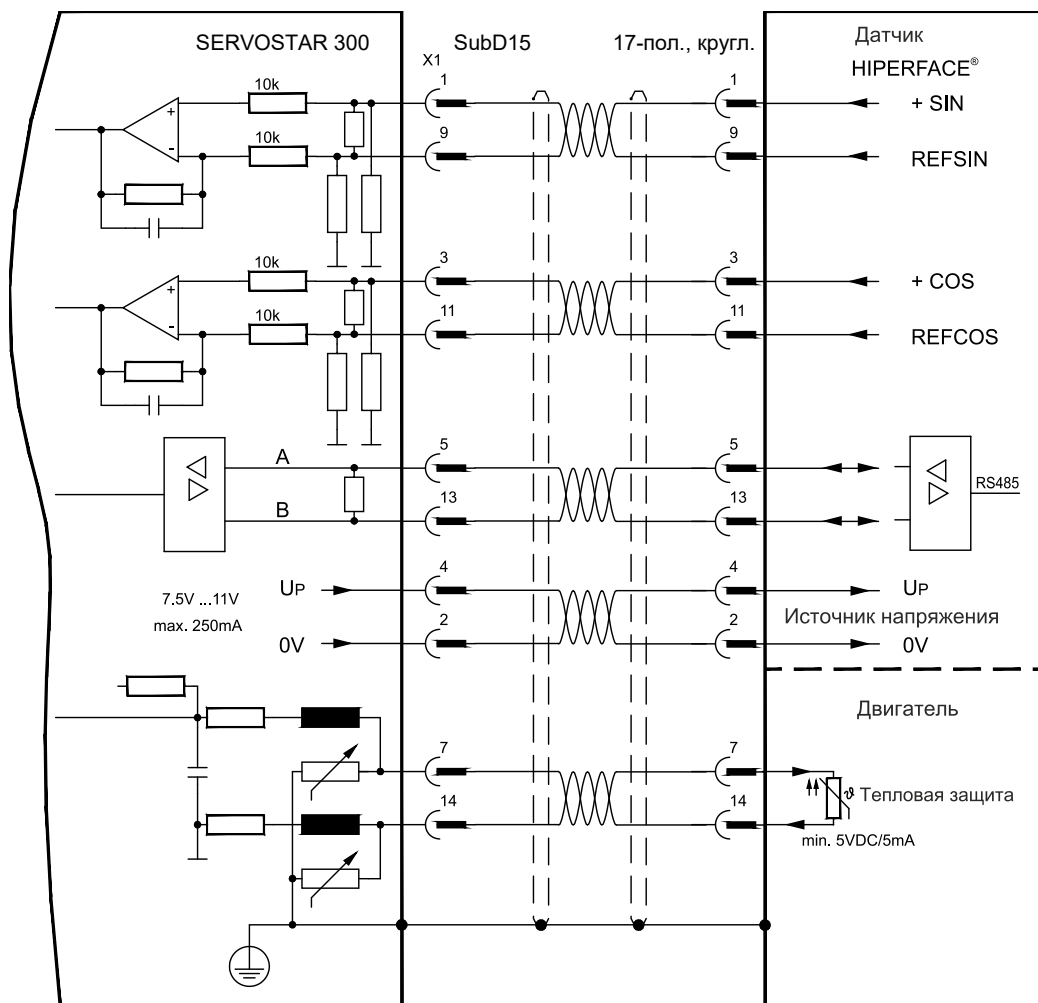 SERVOSTAR 300
SubD15
17-пол., кругл.
Датчик
HIPERFACE®
X1
10k
+
-
10k
1
9
1
9
+ SIN
REFSIN
10k
+
-
10k
3
11
3
11
+ COS
REFCOS
A
B
5
13
5
13
RS485
7.5V ...11V
max. 250mA
UP
0V
4
2
4
2
UP
Источник напряжения
0V
Двигатель
7
14
7
14
ϑ Тепловая защита
min. 5VDC/5mA